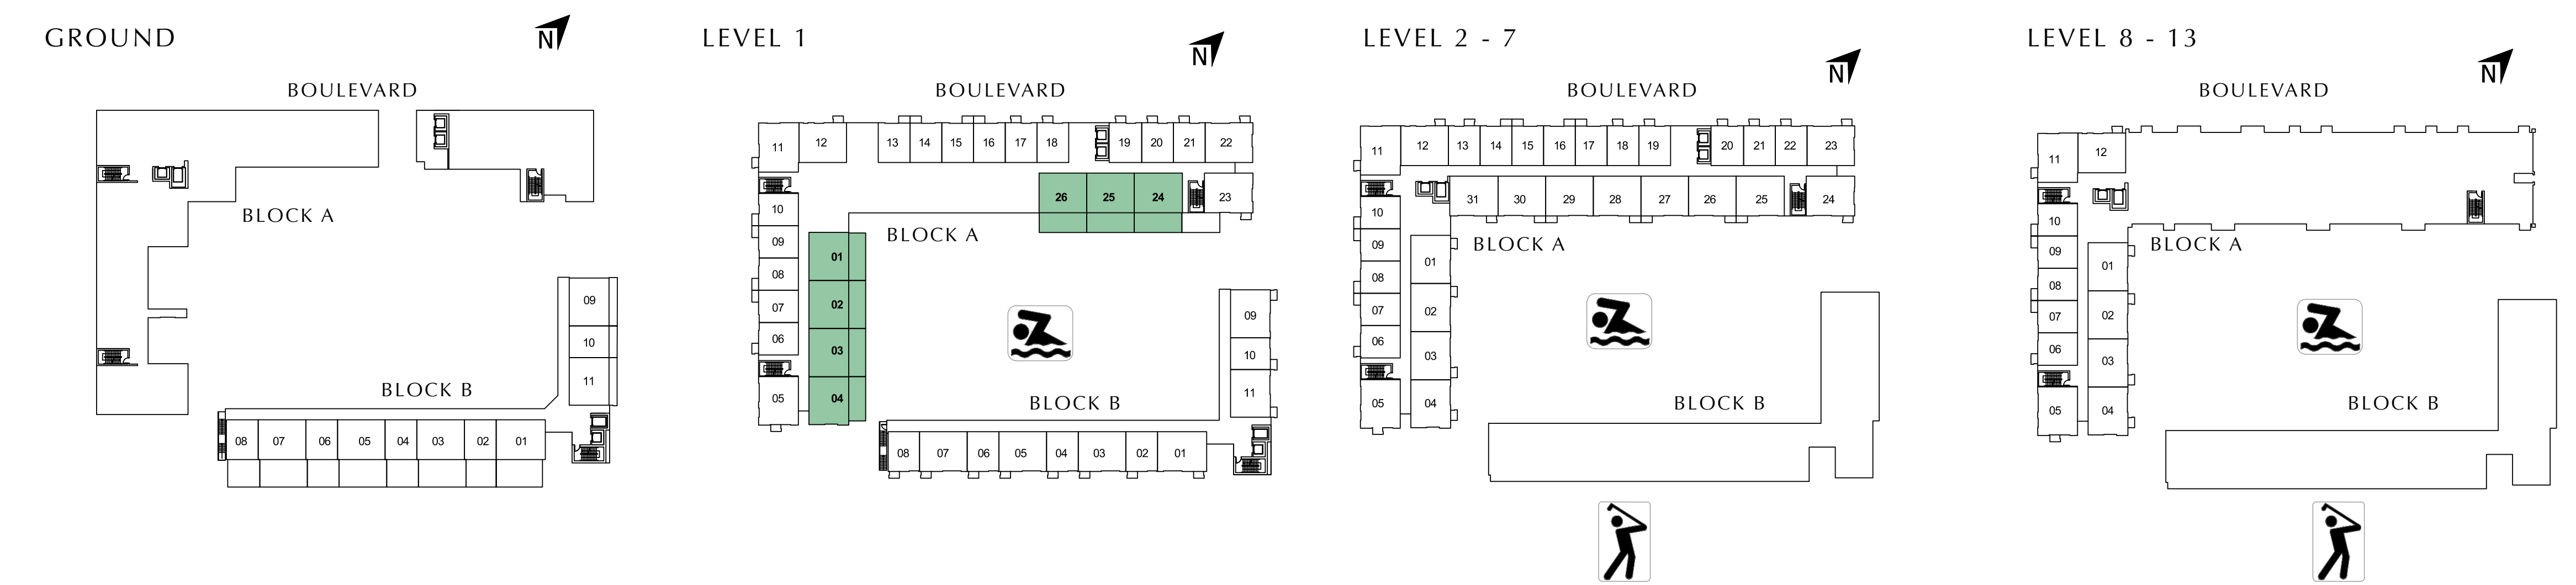 GROUND
N
BOULEVARD
BLOCK A
09
10
11
BLOCK B
08 07 06 05 04 03 02 01
LEVEL 1
N
BOULEVARD
11 12 13 14 15 16 17 18 19 20 21 22
26 25 24 23
10
09
08
07
06
05
BLOCK A
01
02
03
04
09
10
11
BLOCK B
08 07 06 05 04 03 02 01
LEVEL 2 - 7
N
BOULEVARD
11 12 13 14 15 16 17 18 19 20 21 22 23
31 30 29 28 27 26 25 24
10
09
08
07
06
05
BLOCK A
01
02
03
04
BLOCK B
LEVEL 8 - 13
N
BOULEVARD
11 12
10
09
08
07
06
05
BLOCK A
01
02
03
04
BLOCK B